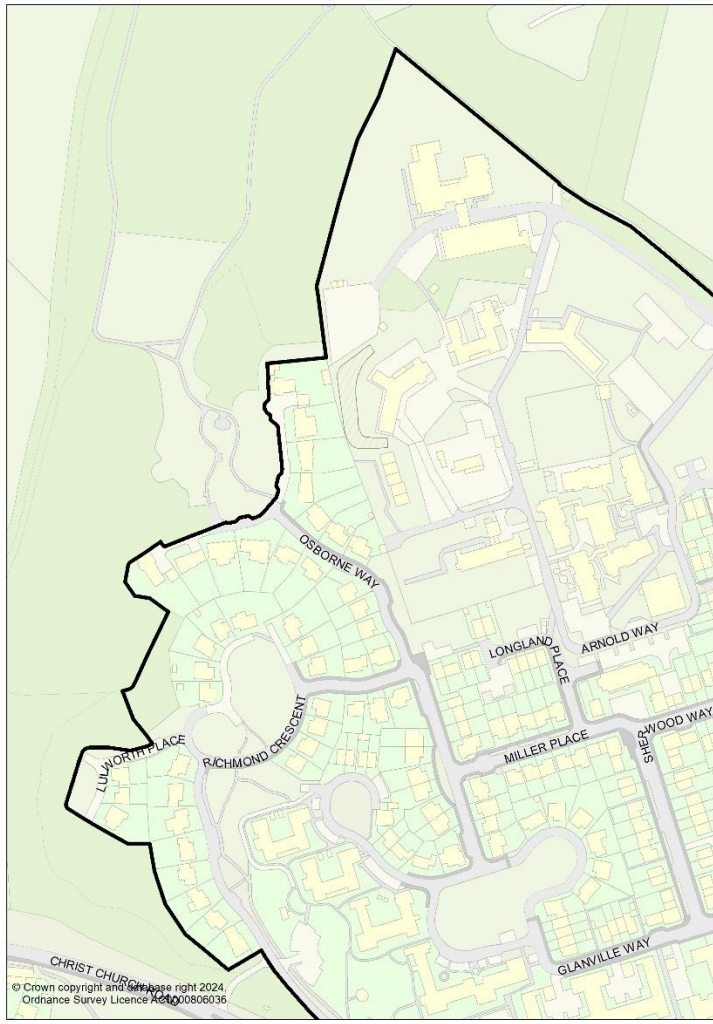 OSBORNE WAY
LONGLAND PLACE
ARNOLD WAY
SHERWOOD WAY
MILLER PLACE
RICHMOND CRESCENT
LULWORTH PLACE
GLANVILLE WAY
CHRIST CHURCH ROAD
© Crown copyright and database right 2024.
Ordnance Survey Licence AC0000806036